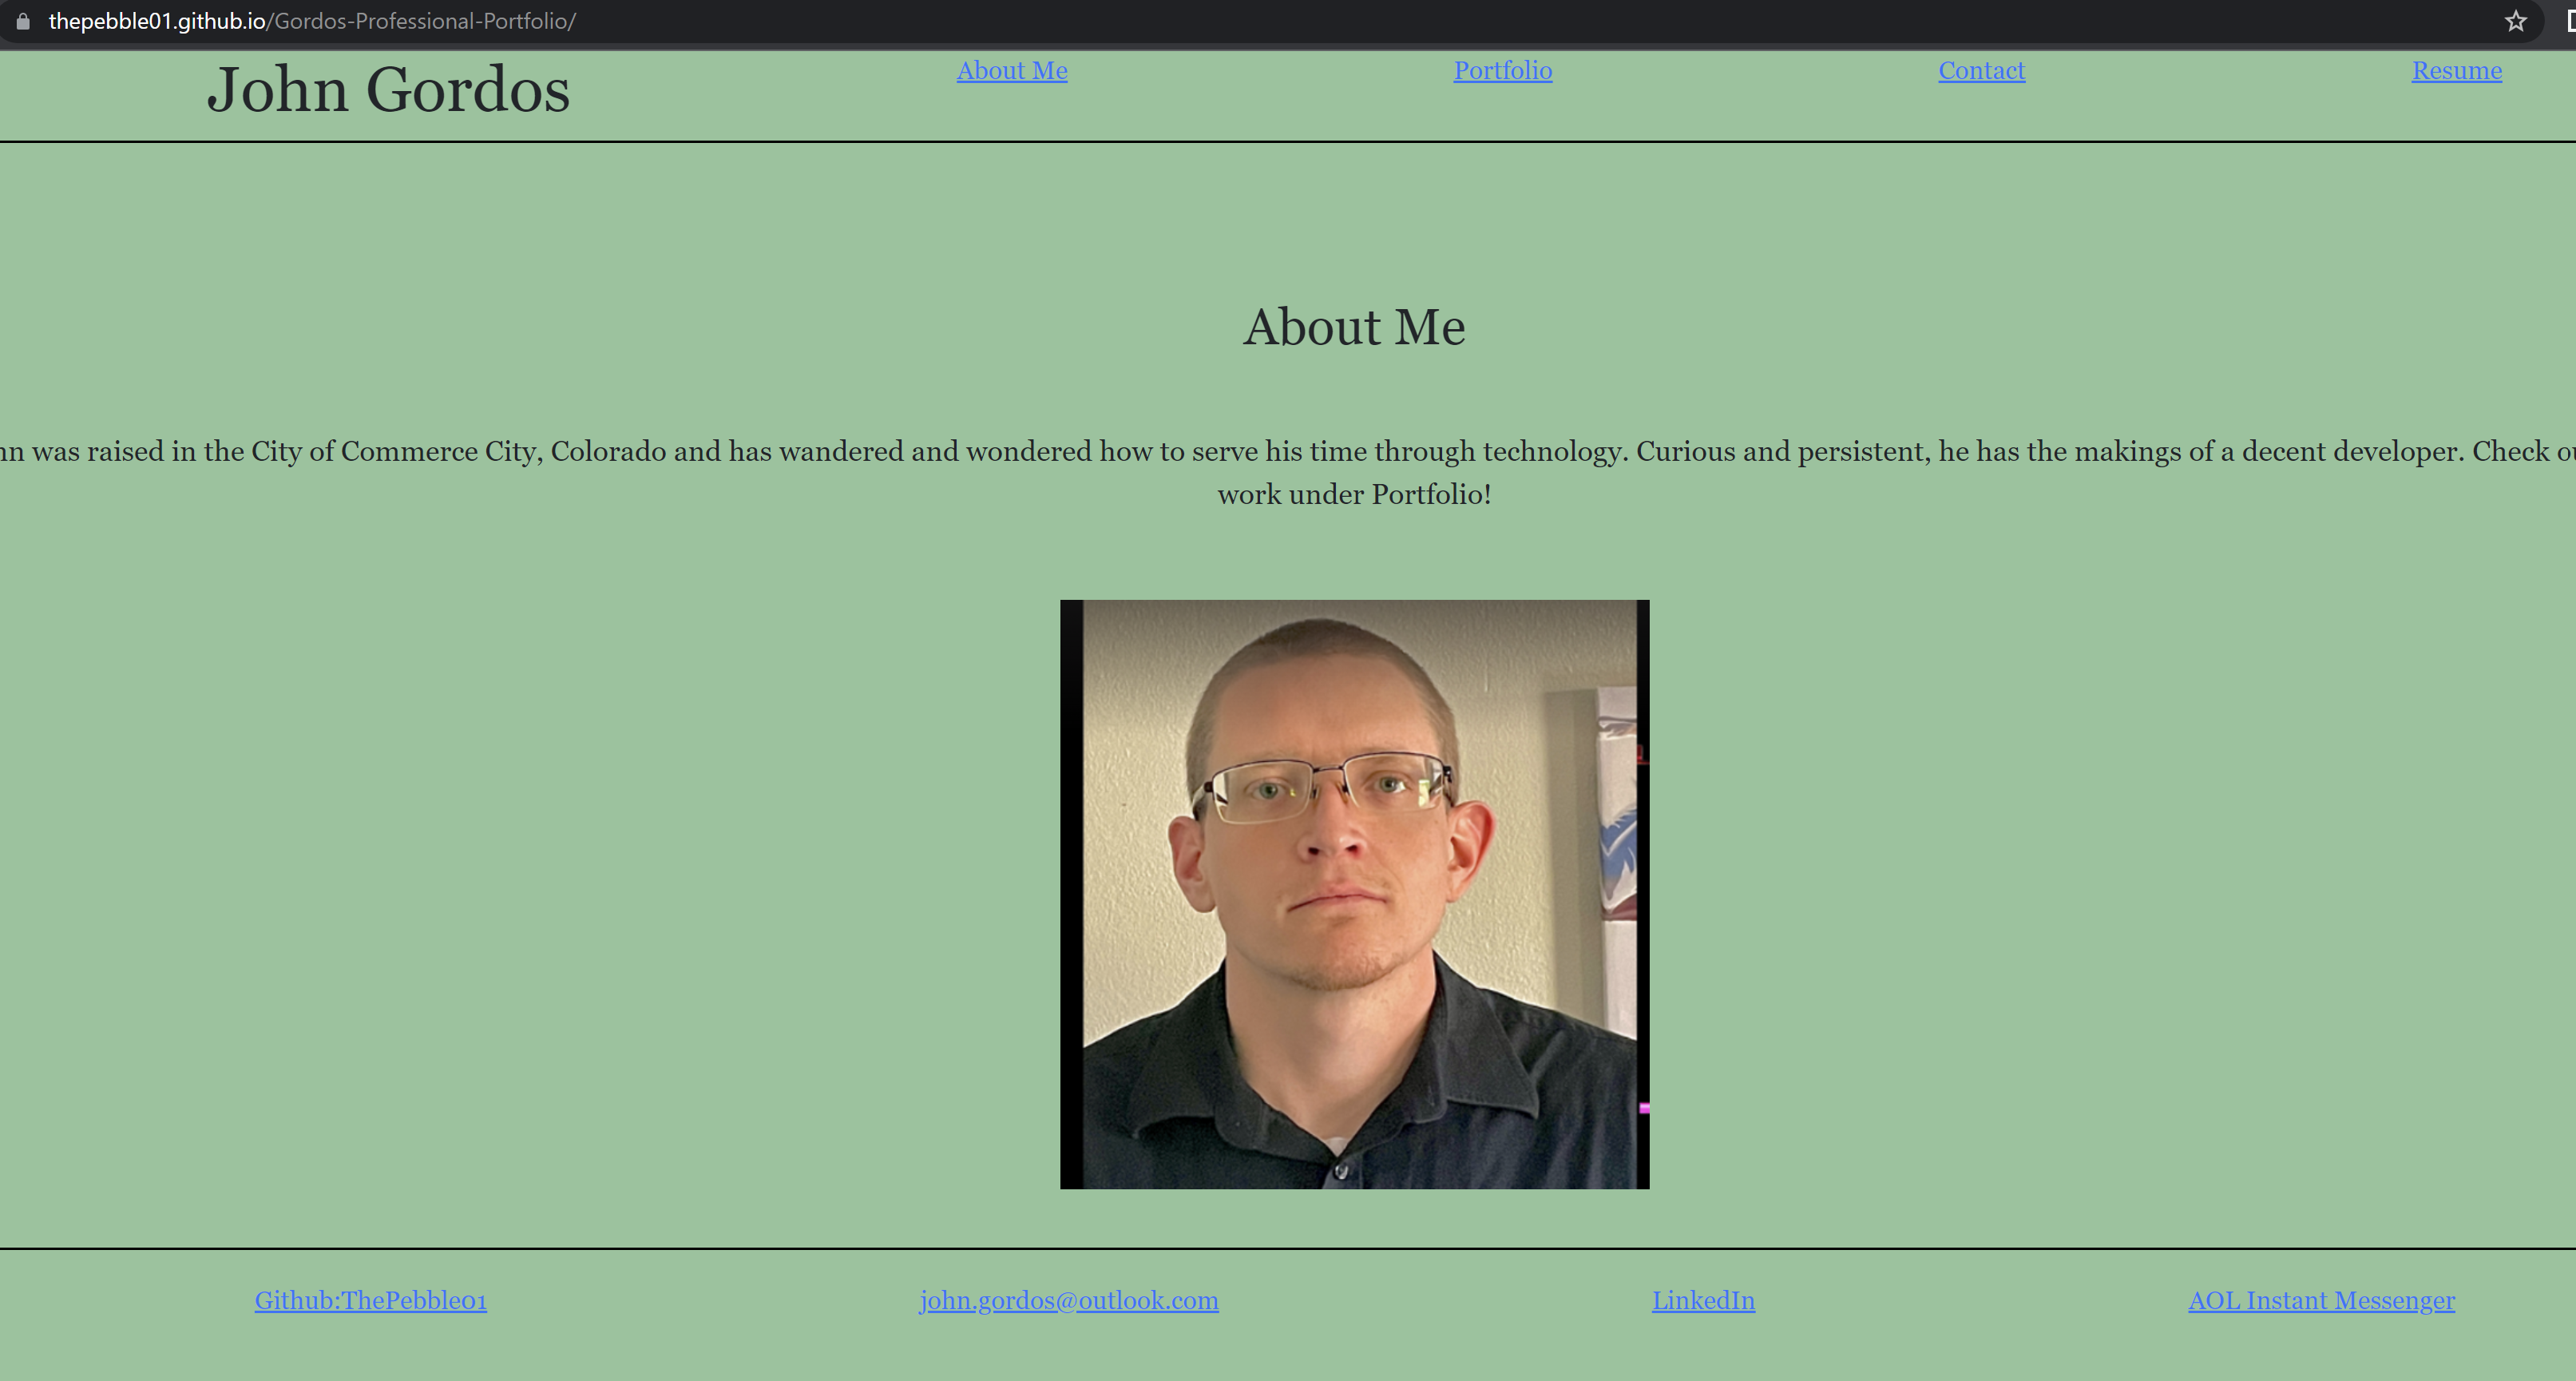 thepebble01.github.io/Gordos-Professional-Portfolio/
John Gordos
About Me
Portfolio
Contact
Resume
About Me
was raised in the City of Commerce City, Colorado and has wandered and wondered how to serve his time through technology. Curious and persistent, he has the makings of a decent developer. Check
work under Portfolio!
Github:ThePebble01
john.gordos@outlook.com
LinkedIn
AOL Instant Messenger